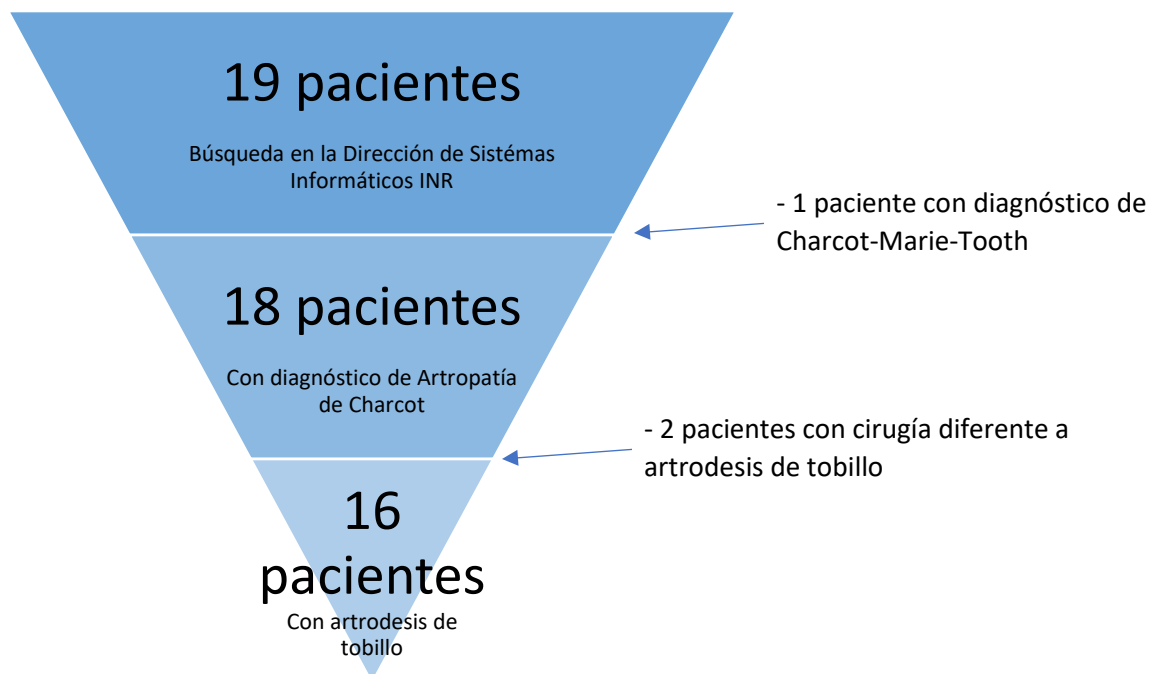 19 pacientes
Búsqueda en la Dirección de Sistémas
Informáticos INR
- 1 paciente con diagnóstico de
Charcot-Marie-Tooth
18 pacientes
Con diagnóstico de Artropatía
de Charcot
- 2 pacientes con cirugía diferente a
artrodesis de tobillo
16
pacientes
Con artrodesis de
tobillo